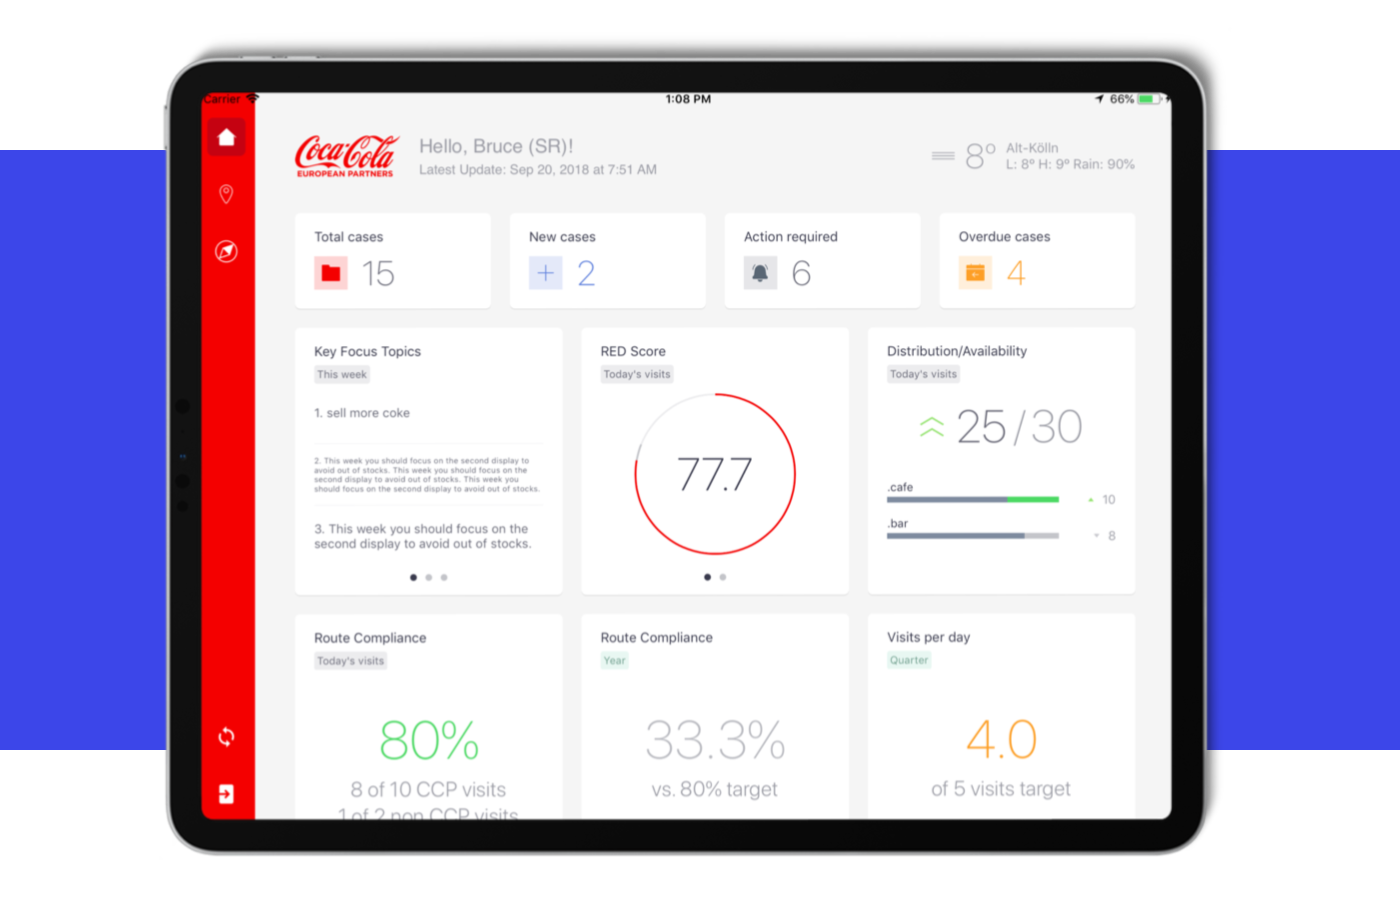 Carrier
1:08 PM
66%
Coca-Cola
EUROPEAN PARTNERS
Hello, Bruce (SR)!
Latest Update: Sep 20, 2018 at 7:51 AM
8°
Alt-Kölln
L: 8° H: 9° Rain: 90%
Total cases
15
New cases
2
Action required
6
Overdue cases
4
Key Focus Topics
This week
1. sell more coke
2. This week you should focus on the second display to
avoid out of stocks. This week you should focus on the
second display to avoid out of stocks. This week you
should focus on the second display to avoid out of stocks.
3. This week you should focus on the
second display to avoid out of stocks.
RED Score
Today's visits
77.7
Distribution/Availability
Today's visits
25/30
.cafe
10
.bar
8
Route Compliance
Today's visits
80%
8 of 10 CCP visits
1 of 2 non CCP visits
Route Compliance
Year
33.3%
vs. 80% target
Visits per day
Quarter
4.0
of 5 visits target